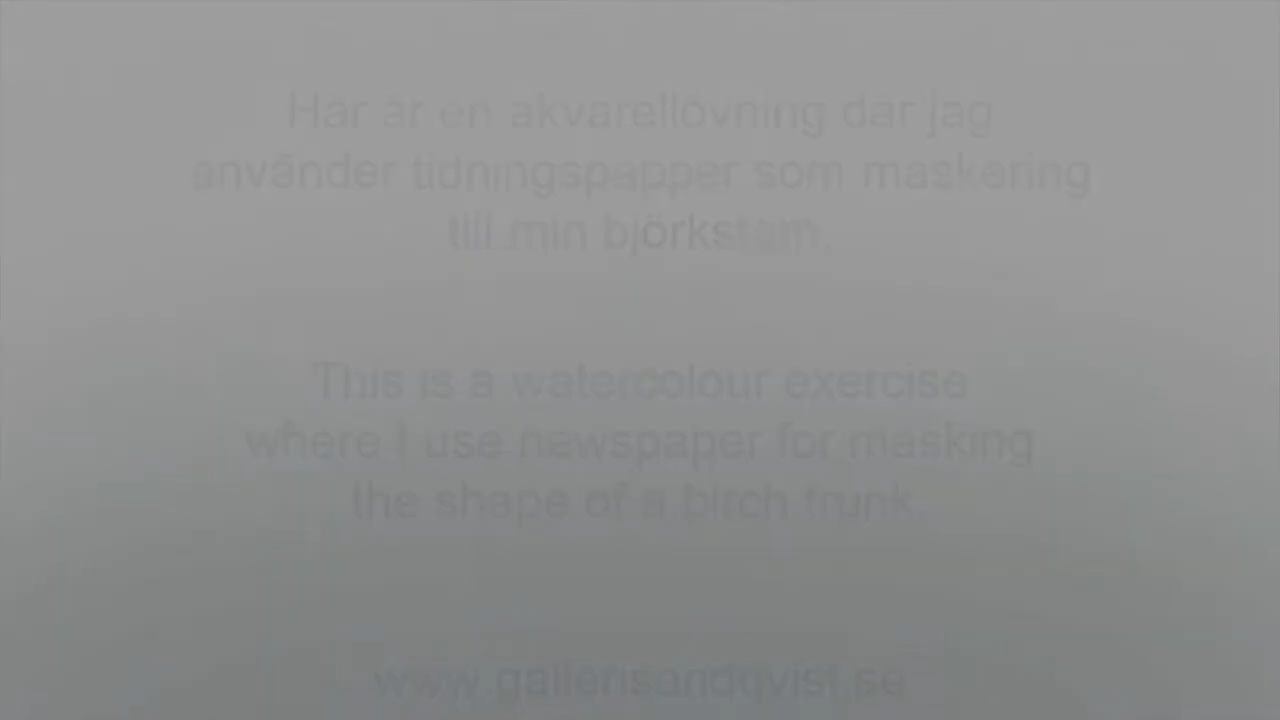 Här är en akvarellövning där jag
använder tidningspapper som maskering
till min björkstam.
This is a watercolour exercise
where I use newspaper for masking
the shape of a birch trunk.
www.gallerisandqvist.se